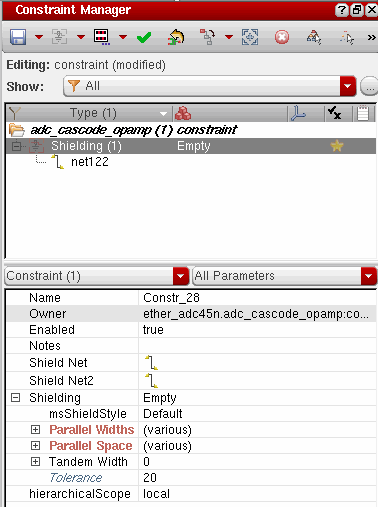 Constraint Manager
Editing: constraint (modified)
Show: All
Type (1)
adc_cascode_opamp (1) constraint
Shielding (1) Empty
net122
Constraint (1) All Parameters
Name Constr_28
Owner ether_adc45n.adc_cascode_opamp:co...
Enabled true
Notes
Shield Net
Shield Net2
Shielding Empty
msShieldStyle Default
Parallel Widths (various)
Parallel Space (various)
Tandem Width 0
Tolerance 20
hierarchicalScope local